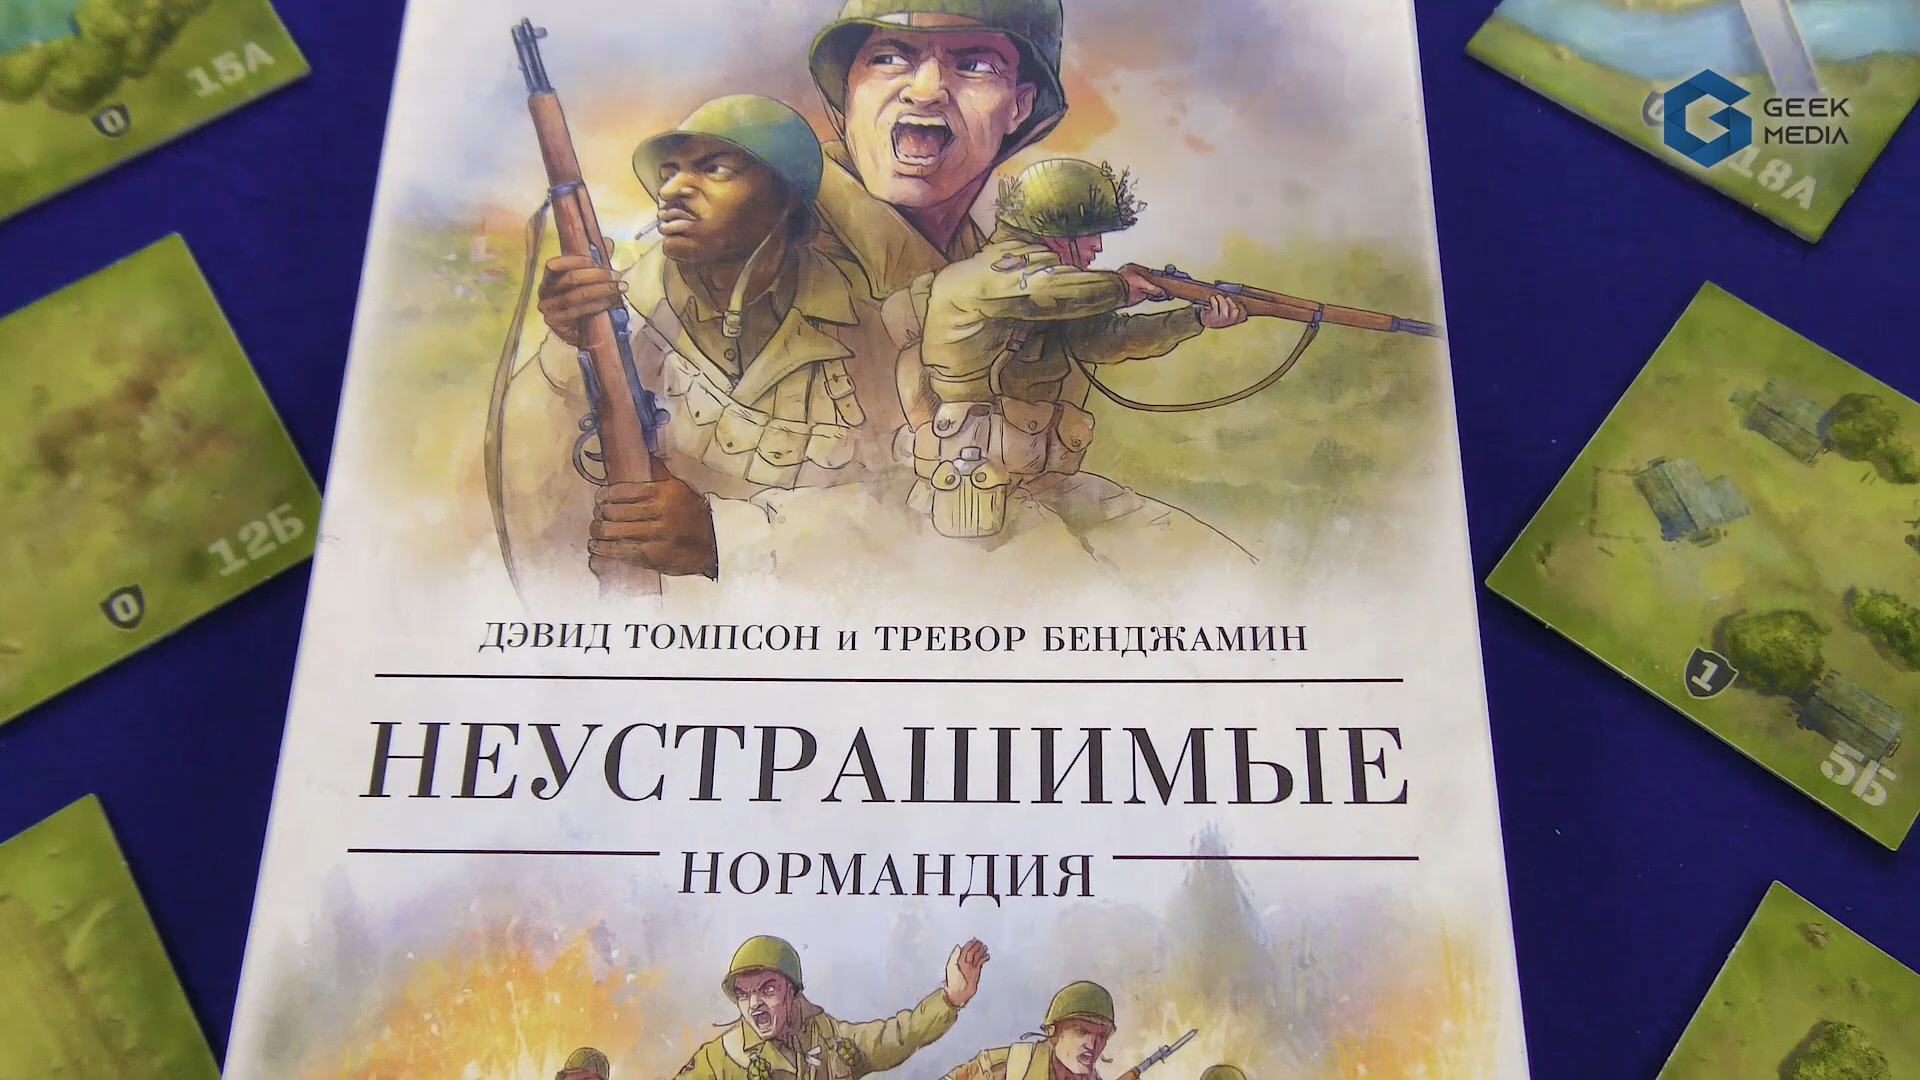 15А
0
GEEK
MEDIA
18А
12Б
0
ДЭВИД ТОМПСОН и ТРЕВОР БЕНДЖАМИН
НЕУСТРАШИМЫЕ
НОРМАНДИЯ
1
5Б